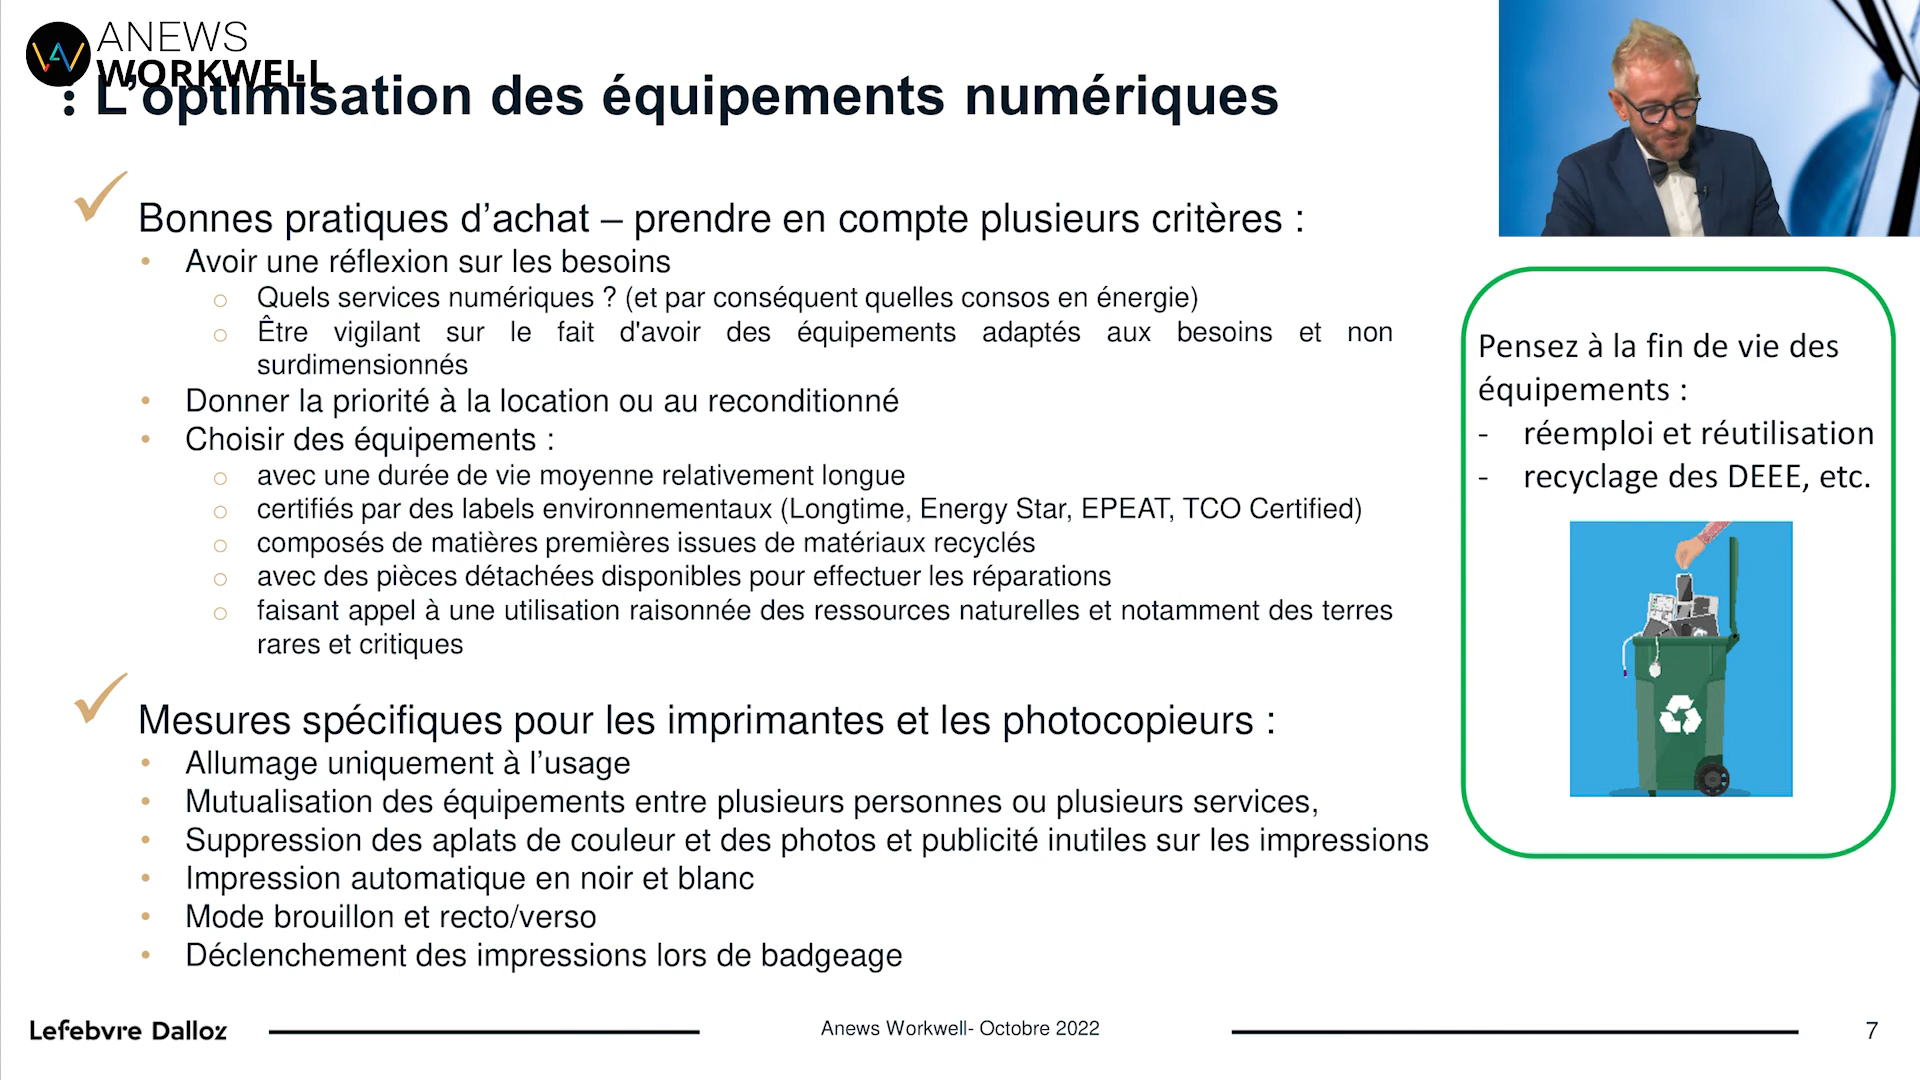 ANEWS
WORKWELL
: L’optimisation des équipements numériques
Bonnes pratiques d’achat – prendre en compte plusieurs critères :
• Avoir une réflexion sur les besoins
o Quels services numériques ? (et par conséquent quelles consos en énergie)
o Être vigilant sur le fait d'avoir des équipements adaptés aux besoins et non
surdimensionnés
• Donner la priorité à la location ou au reconditionné
• Choisir des équipements :
o avec une durée de vie moyenne relativement longue
o certifiés par des labels environnementaux (Longtime, Energy Star, EPEAT, TCO Certified)
o composés de matières premières issues de matériaux recyclés
o avec des pièces détachées disponibles pour effectuer les réparations
o faisant appel à une utilisation raisonnée des ressources naturelles et notamment des terres
rares et critiques
Mesures spécifiques pour les imprimantes et les photocopieurs :
• Allumage uniquement à l’usage
• Mutualisation des équipements entre plusieurs personnes ou plusieurs services,
• Suppression des aplats de couleur et des photos et publicité inutiles sur les impressions
• Impression automatique en noir et blanc
• Mode brouillon et recto/verso
• Déclenchement des impressions lors de badgeage
Pensez à la fin de vie des
équipements :
- réemploi et réutilisation
- recyclage des DEEE, etc.
Lefebvre Dalloz
Anews Workwell- Octobre 2022
7